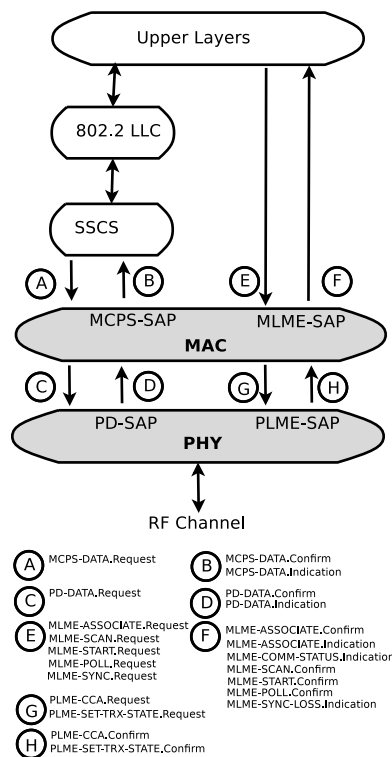 Upper Layers
802.2 LLC
SSCS
A
B
E
F
MCPS-SAP
MLME-SAP
MAC
C
D
G
H
PD-SAP
PLME-SAP
PHY
RF Channel
A
MCPS-DATA.Request
B
MCPS-DATA.Confirm
MCPS-DATA.Indication
C
PD-DATA.Request
D
PD-DATA.Confirm
PD-DATA.Indication
E
MLME-ASSOCIATE.Request
MLME-SCAN.Request
MLME-START.Request
MLME-POLL.Request
MLME-SYNC.Request
F
MLME-ASSOCIATE.Confirm
MLME-ASSOCIATE.Indication
MLME-COMM-STATUS.Indication
MLME-SCAN.Confirm
MLME-START.Confirm
MLME-POLL.Confirm
MLME-SYNC-LOSS.Indication
G
PLME-CCA.Request
PLME-SET-TRX-STATE.Request
H
PLME-CCA.Confirm
PLME-SET-TRX-STATE.Confirm